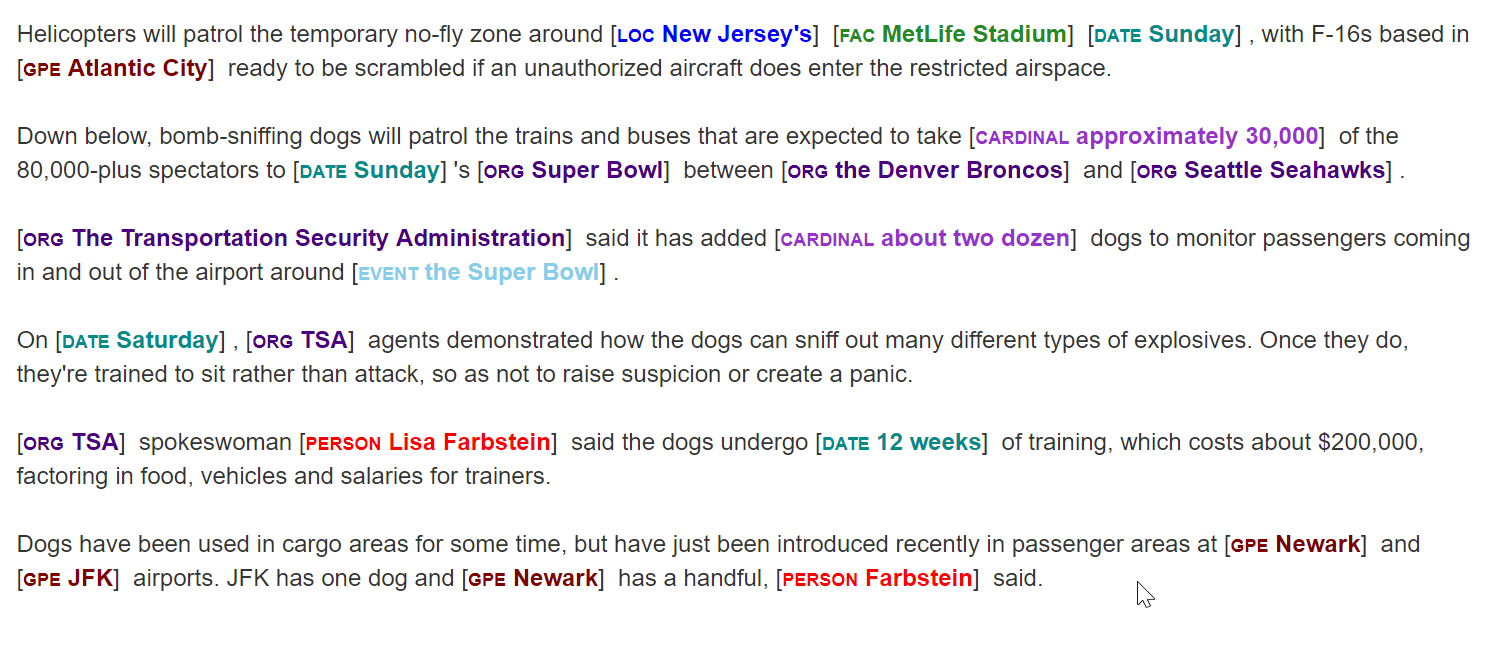 Helicopters will patrol the temporary no-fly zone around [LOC New Jersey's] [FAC MetLife Stadium] [DATE Sunday] , with F-16s based in
[GPE Atlantic City] ready to be scrambled if an unauthorized aircraft does enter the restricted airspace.
Down below, bomb-sniffing dogs will patrol the trains and buses that are expected to take [CARDINAL approximately 30,000] of the
80,000-plus spectators to [DATE Sunday] 's [ORG Super Bowl] between [ORG the Denver Broncos] and [ORG Seattle Seahawks] .
[ORG The Transportation Security Administration] said it has added [CARDINAL about two dozen] dogs to monitor passengers coming
in and out of the airport around [EVENT the Super Bowl] .
On [DATE Saturday] , [ORG TSA] agents demonstrated how the dogs can sniff out many different types of explosives. Once they do,
they're trained to sit rather than attack, so as not to raise suspicion or create a panic.
[ORG TSA] spokeswoman [PERSON Lisa Farbstein] said the dogs undergo [DATE 12 weeks] of training, which costs about $200,000,
factoring in food, vehicles and salaries for trainers.
Dogs have been used in cargo areas for some time, but have just been introduced recently in passenger areas at [GPE Newark] and
[GPE JFK] airports. JFK has one dog and [GPE Newark] has a handful, [PERSON Farbstein] said.